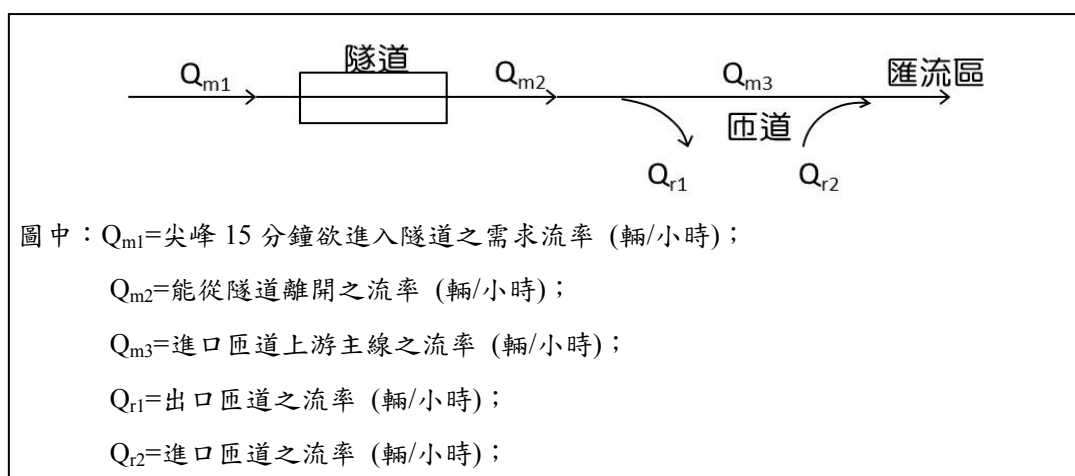 隧道
Qm1 Qm2 Qm3 匯流區
匝道
Qr1 Qr2
圖中：Qm1=尖峰 15 分鐘欲進入隧道之需求流率 (輛/小時)；
Qm2=能從隧道離開之流率 (輛/小時)；
Qm3=進口匝道上游主線之流率 (輛/小時)；
Qr1=出口匝道之流率 (輛/小時)；
Qr2=進口匝道之流率 (輛/小時)；